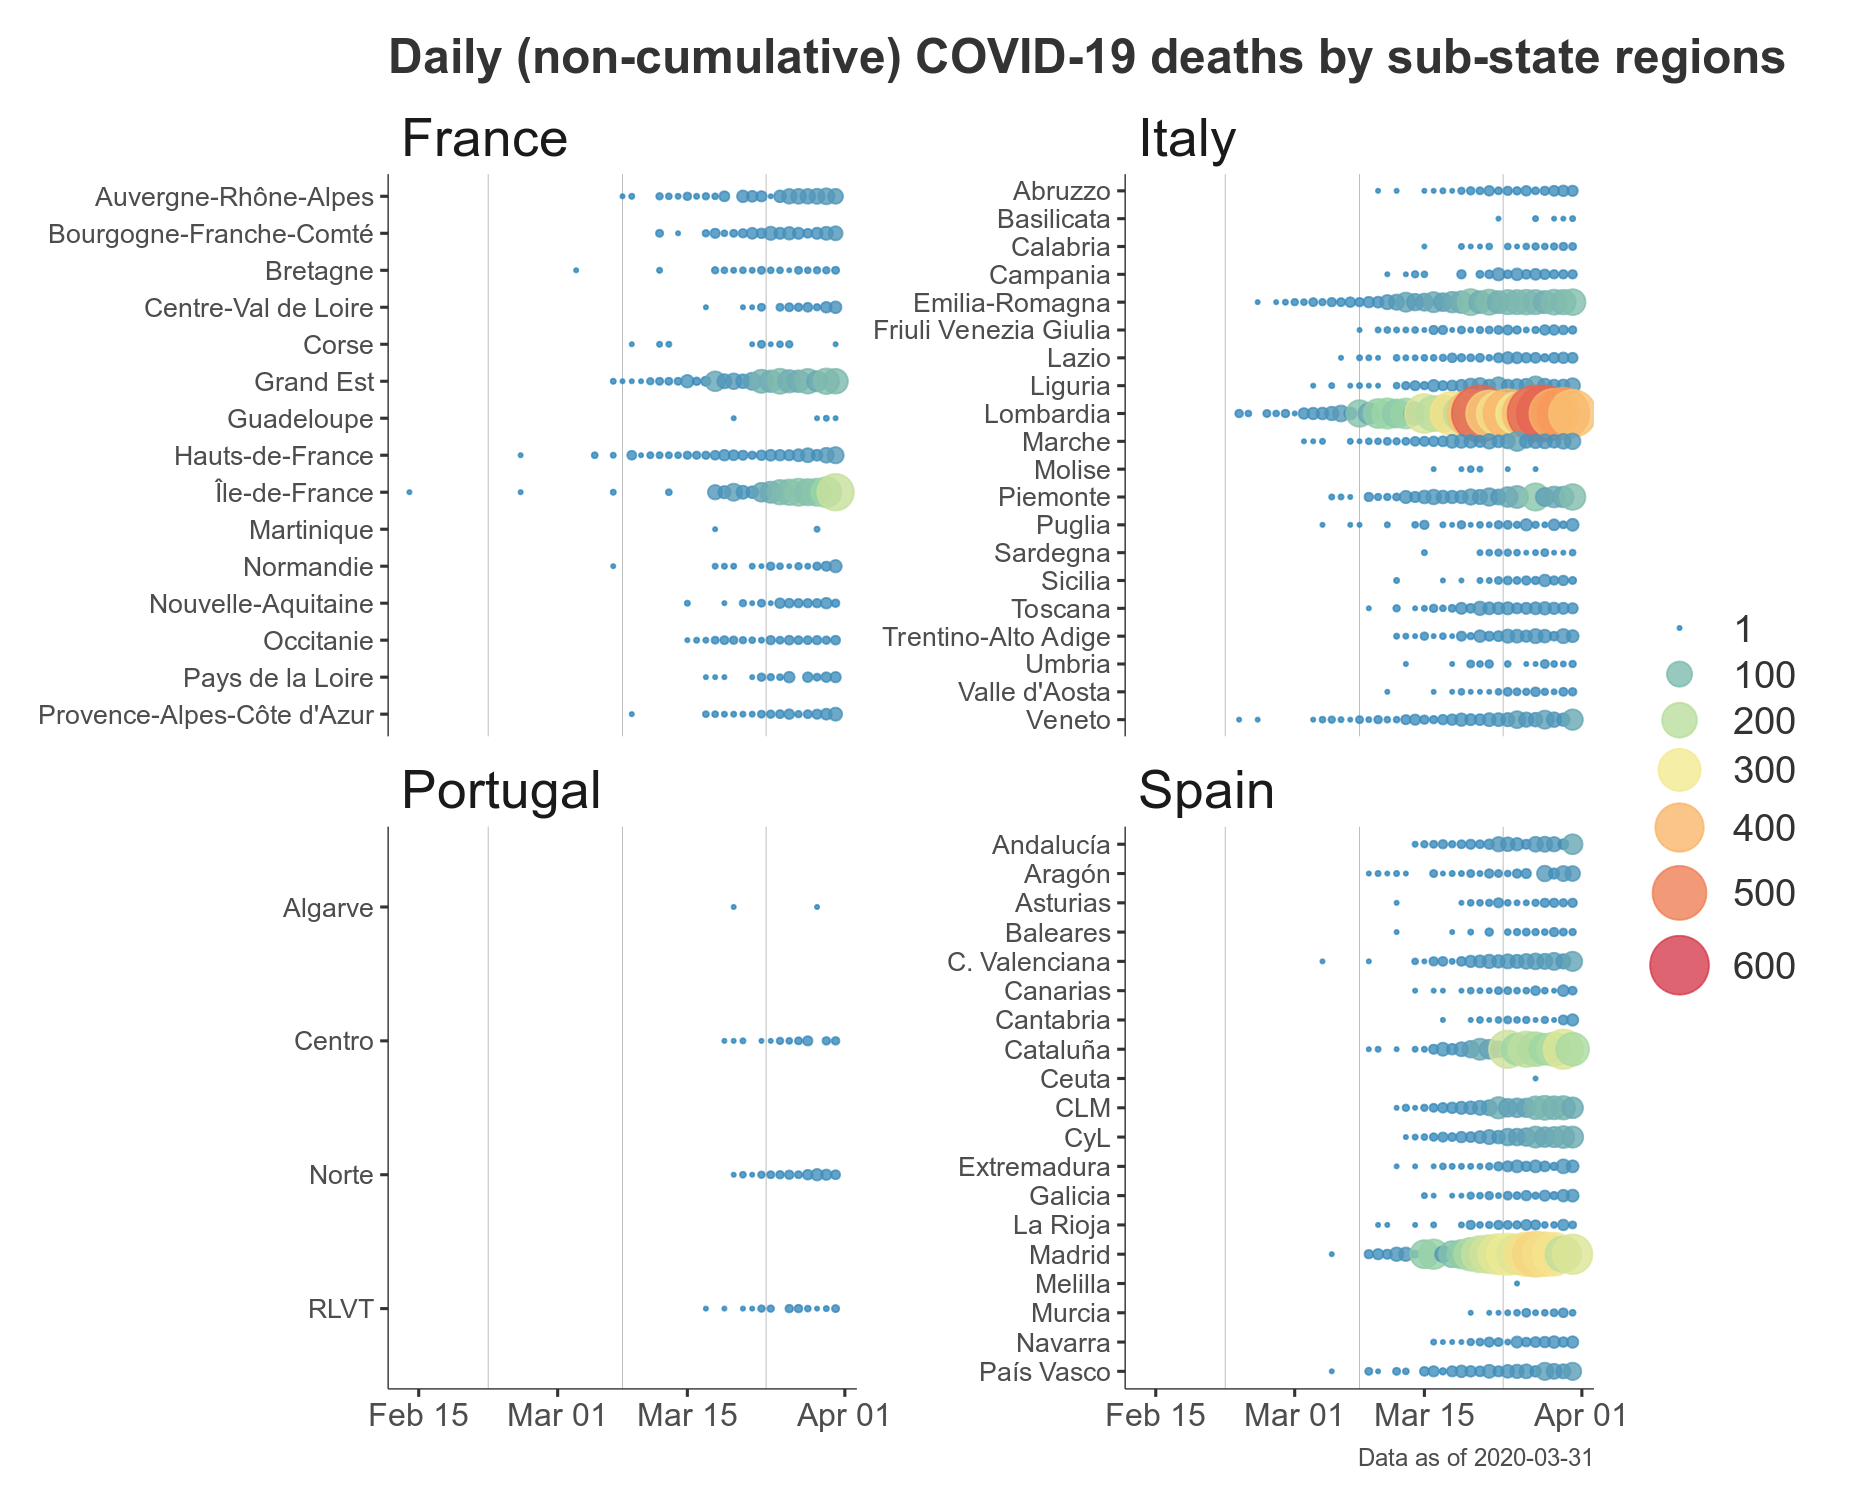 Daily (non-cumulative) COVID-19 deaths by sub-state regions
France
Auvergne-Rhône-Alpes
Bourgogne-Franche-Comté
Bretagne
Centre-Val de Loire
Corse
Grand Est
Guadeloupe
Hauts-de-France
Île-de-France
Martinique
Normandie
Nouvelle-Aquitaine
Occitanie
Pays de la Loire
Provence-Alpes-Côte d'Azur
Italy
Abruzzo
Basilicata
Calabria
Campania
Emilia-Romagna
Friuli Venezia Giulia
Lazio
Liguria
Lombardia
Marche
Molise
Piemonte
Puglia
Sardegna
Sicilia
Toscana
Trentino-Alto Adige
Umbria
Valle d'Aosta
Veneto
Portugal
Algarve
Centro
Norte
RLVT
Feb 15 Mar 01 Mar 15 Apr 01
Spain
Andalucía
Aragón
Asturias
Baleares
C. Valenciana
Canarias
Cantabria
Cataluña
Ceuta
CLM
CyL
Extremadura
Galicia
La Rioja
Madrid
Melilla
Murcia
Navarra
País Vasco
Feb 15 Mar 01 Mar 15 Apr 01
1
100
200
300
400
500
600
Data as of 2020-03-31